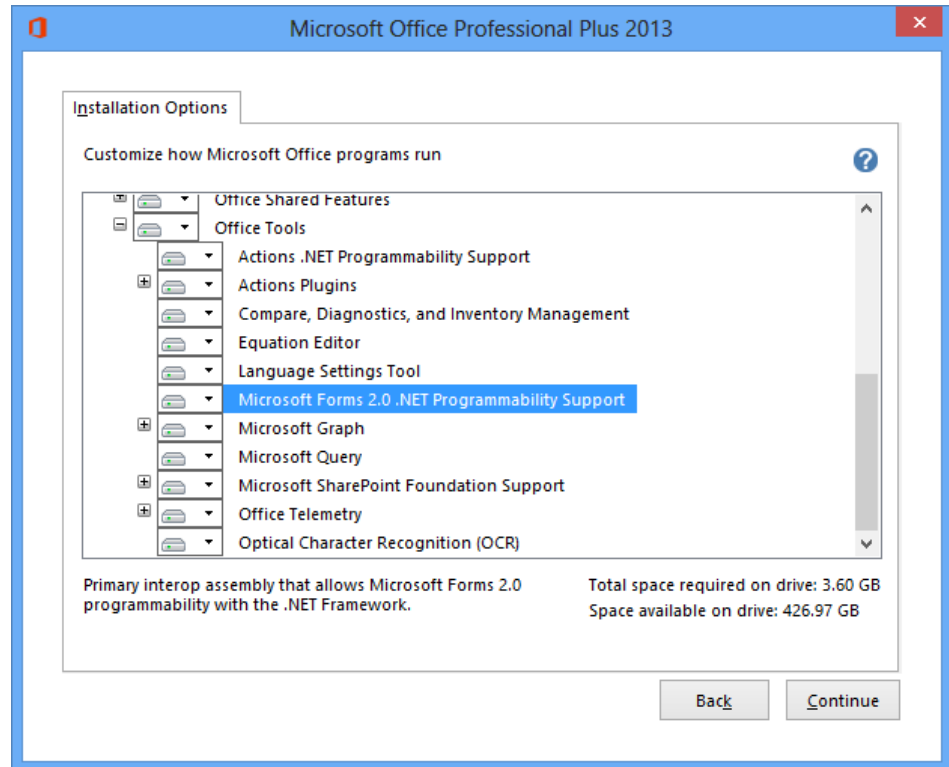 Microsoft Office Professional Plus 2013
Installation Options
Customize how Microsoft Office programs run
Office Shared Features
Office Tools
Actions .NET Programmability Support
Actions Plugins
Compare, Diagnostics, and Inventory Management
Equation Editor
Language Settings Tool
Microsoft Forms 2.0 .NET Programmability Support
Microsoft Graph
Microsoft Query
Microsoft SharePoint Foundation Support
Office Telemetry
Optical Character Recognition (OCR)
Primary interop assembly that allows Microsoft Forms 2.0
programmability with the .NET Framework.
Total space required on drive: 3.60 GB
Space available on drive: 426.97 GB
Back
Continue